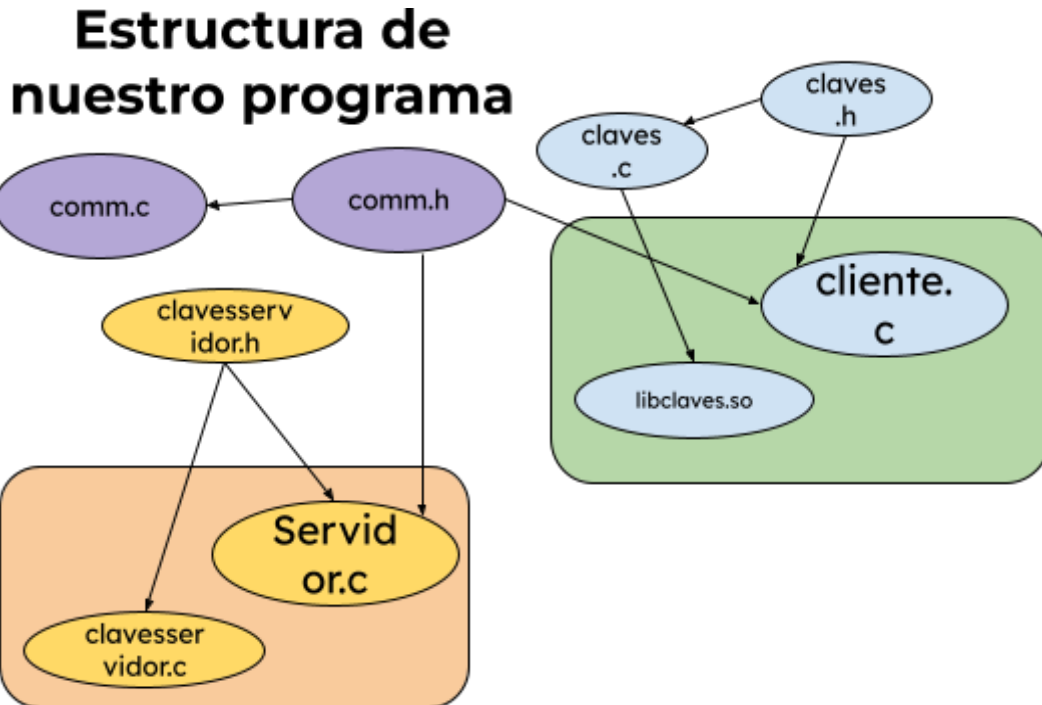 Estructura de
nuestro programa
claves
.h
claves
.c
comm.c
comm.h
cliente.
c
clavesserv
idor.h
libclaves.so
Servid
or.c
clavesser
vidor.c